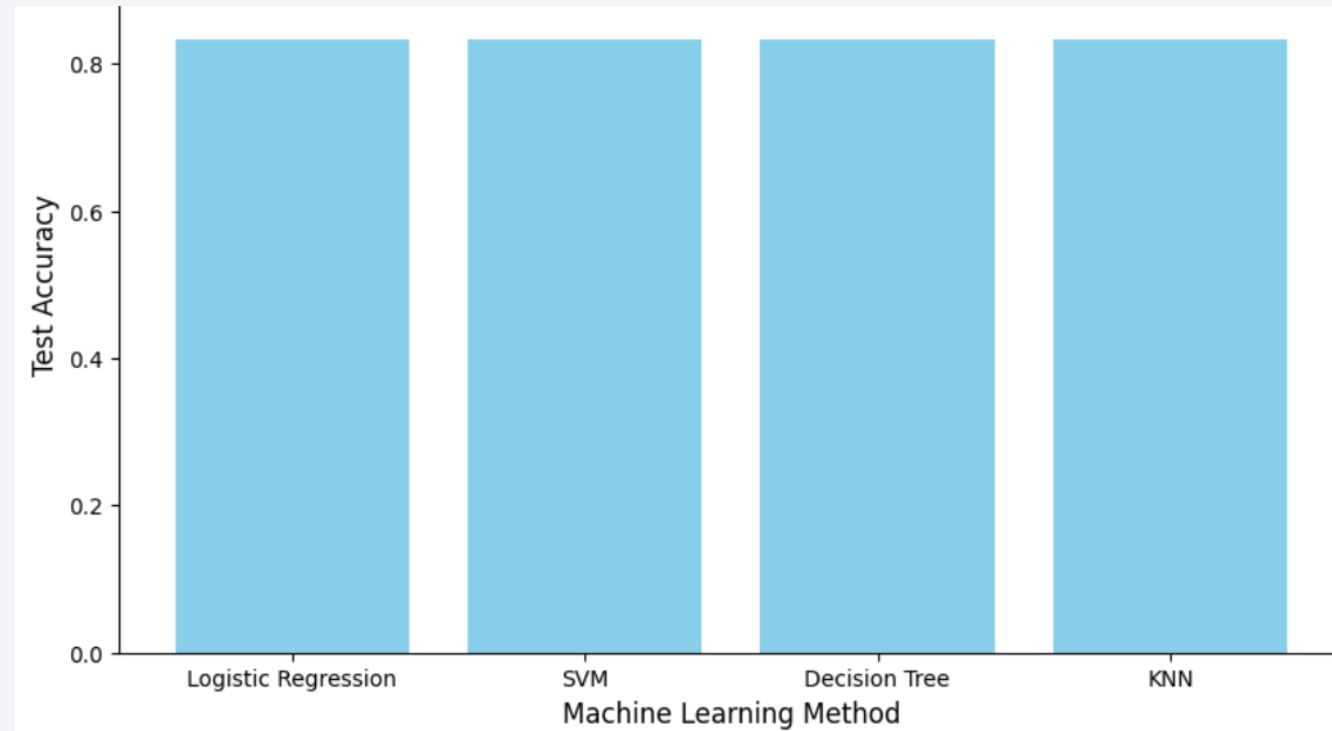 0.8
0.6
0.4
0.2
0.0
Test Accuracy
Logistic Regression SVM Decision Tree KNN
Machine Learning Method